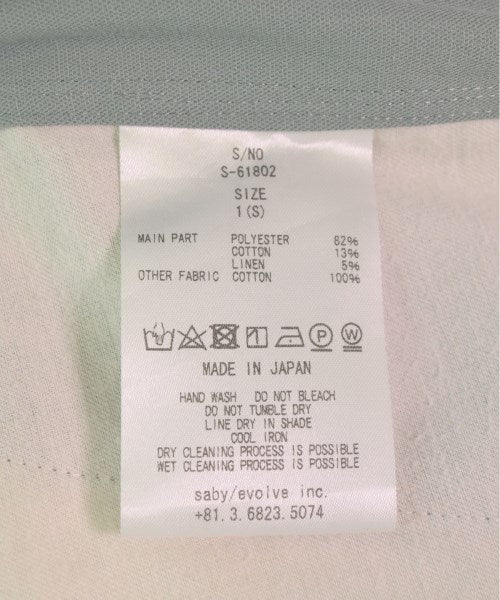 S/NO
S-61802
SIZE
1(S)
MAIN PART POLYESTER 82%
COTTON 13%
LINEN 5%
OTHER FABRIC COTTON 100%
P W
MADE IN JAPAN
HAND WASH DO NOT BLEACH
DO NOT TUMBLE DRY
LINE DRY IN SHADE
COOL IRON
DRY CLEANING PROCESS IS POSSIBLE
WET CLEANING PROCESS IS POSSIBLE
saby/evolve inc.
+81.3.6823.5074